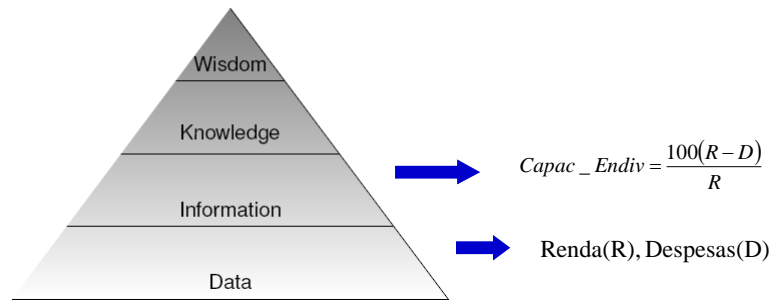 Wisdom
Knowledge
Information
Data
Capac _ Endiv = 100(R − D) / R
Renda(R), Despesas(D)